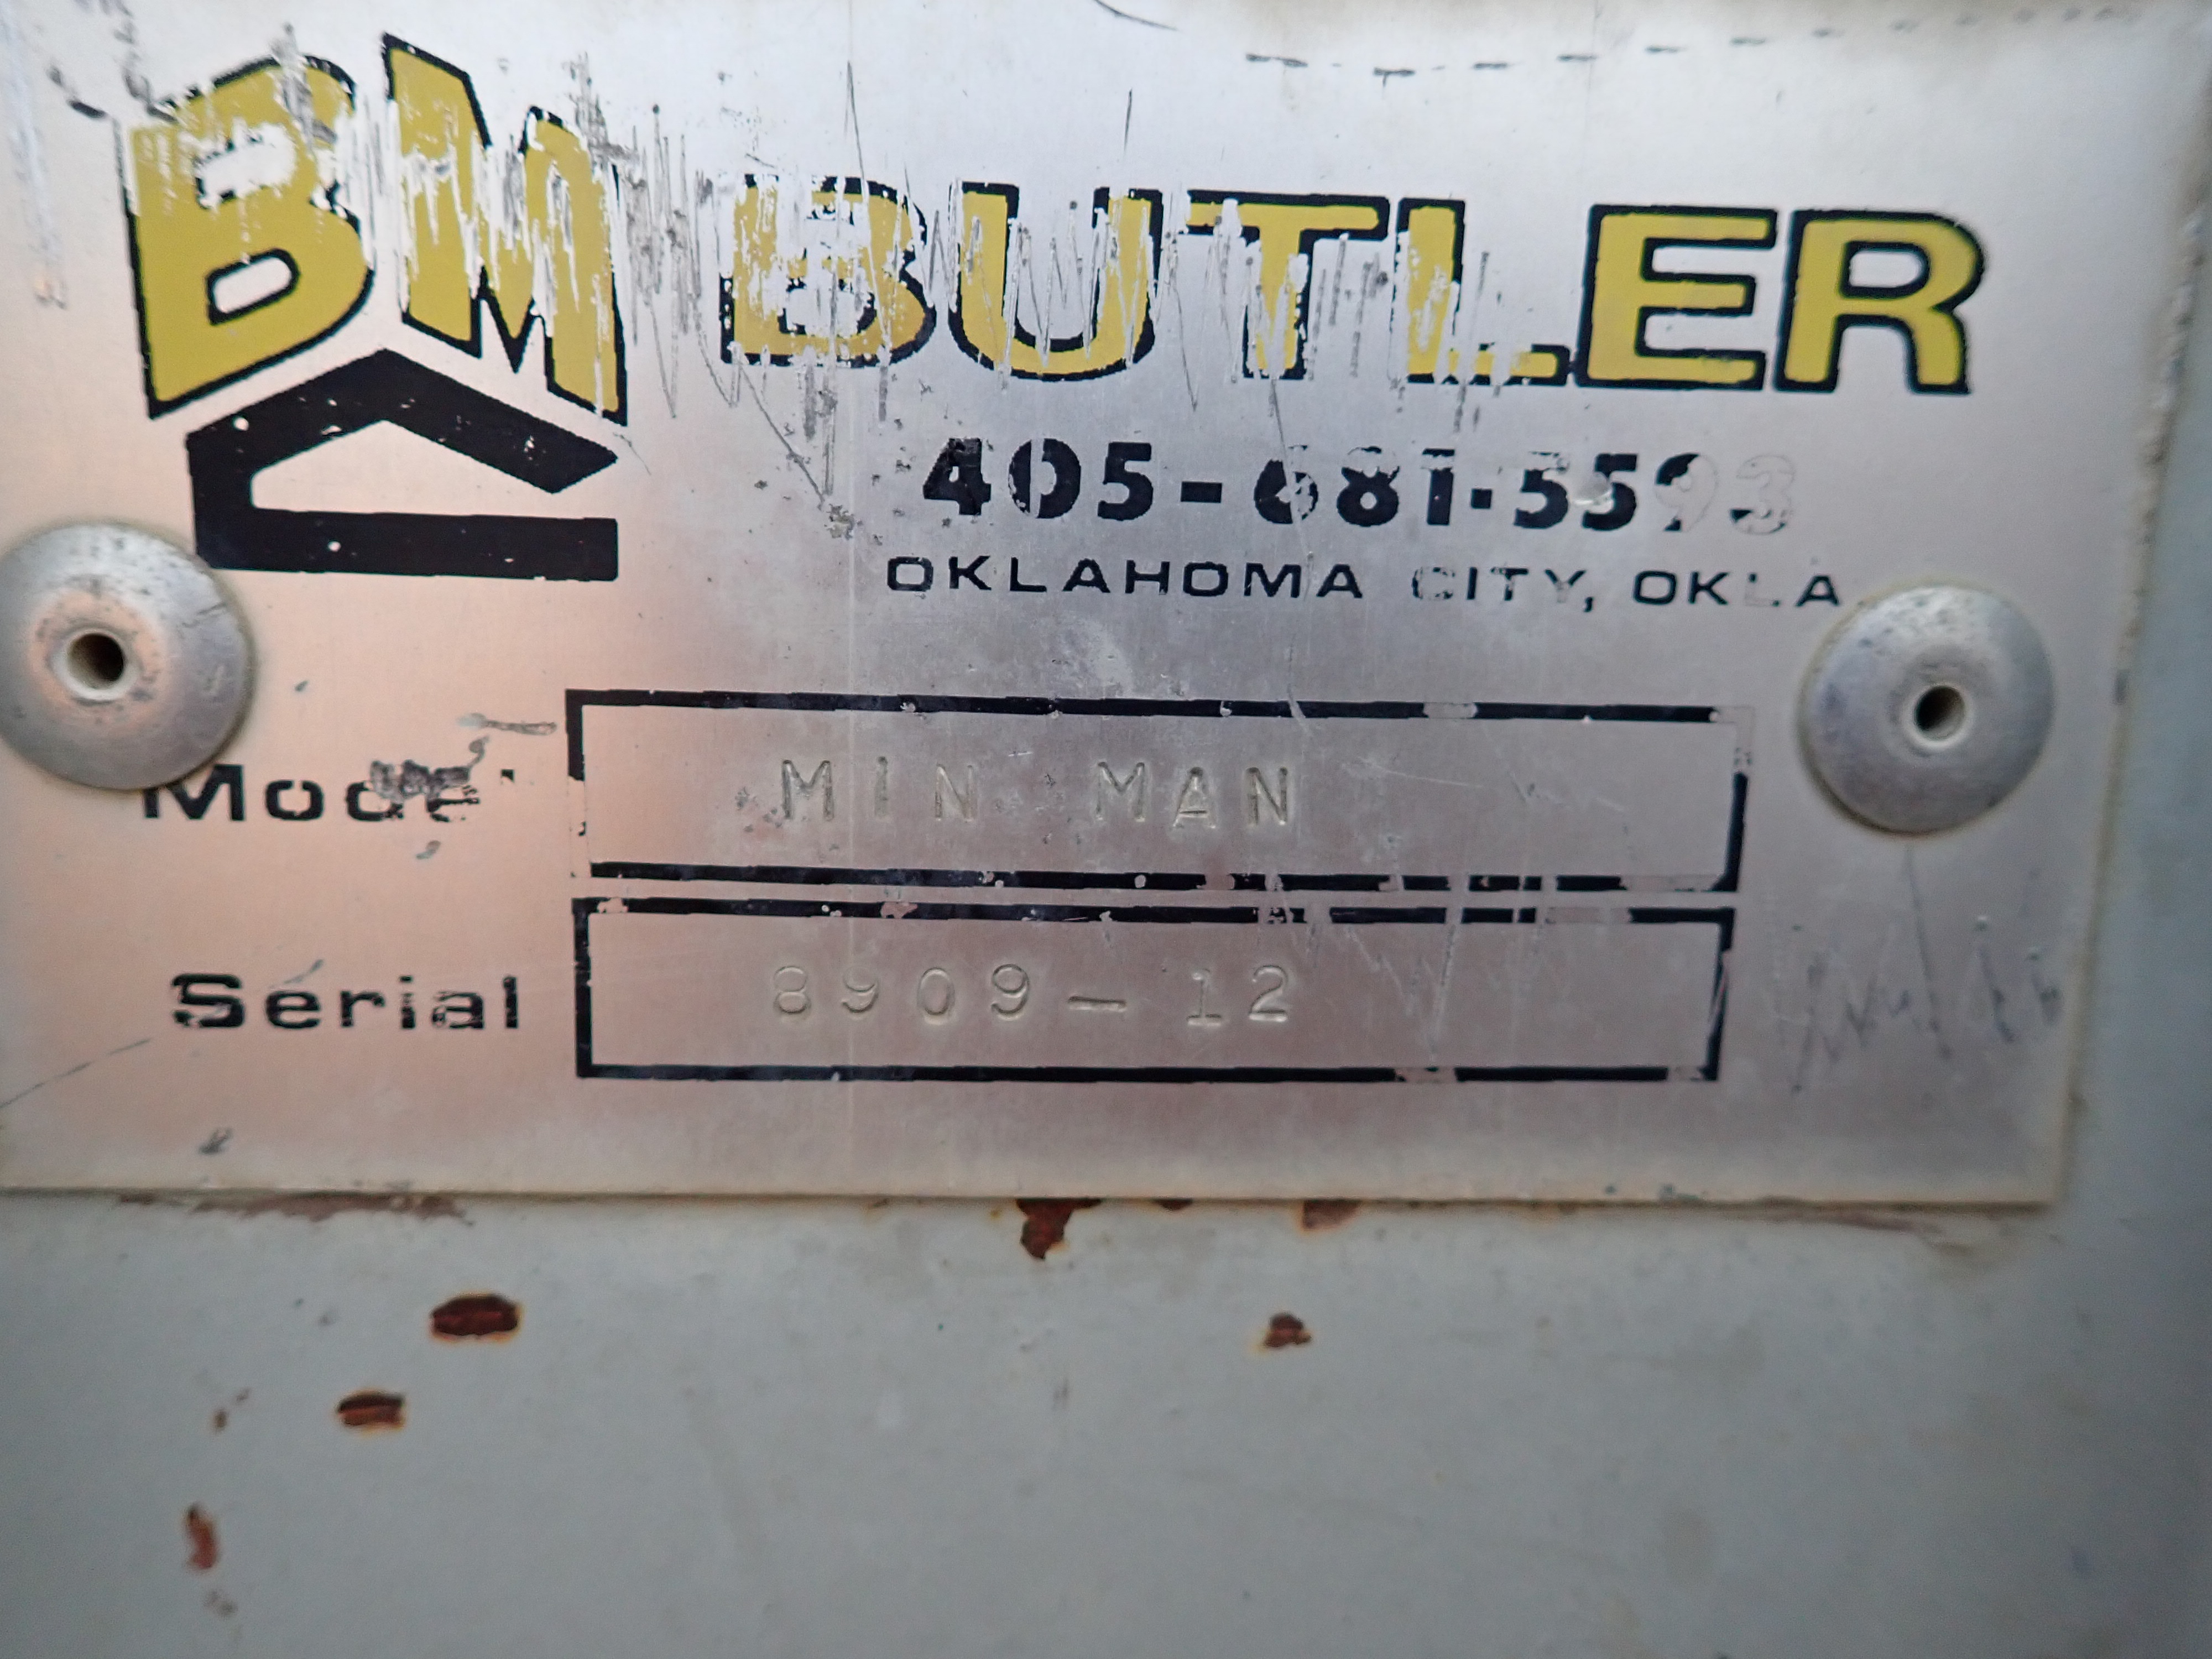 BM BUTLER
405-681-5593
OKLAHOMA CITY, OKLA
Model MIN MAN
Serial 8909-12